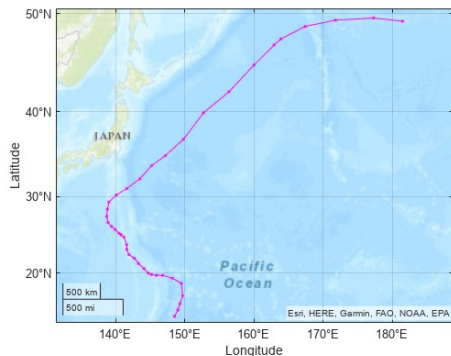 50°N
40°N
30°N
20°N
Latitude
JAPAN
Pacific
Ocean
500 km
500 mi
Esri, HERE, Garmin, FAO, NOAA, EPA
140°E
150°E
160°E
170°E
180°E
Longitude